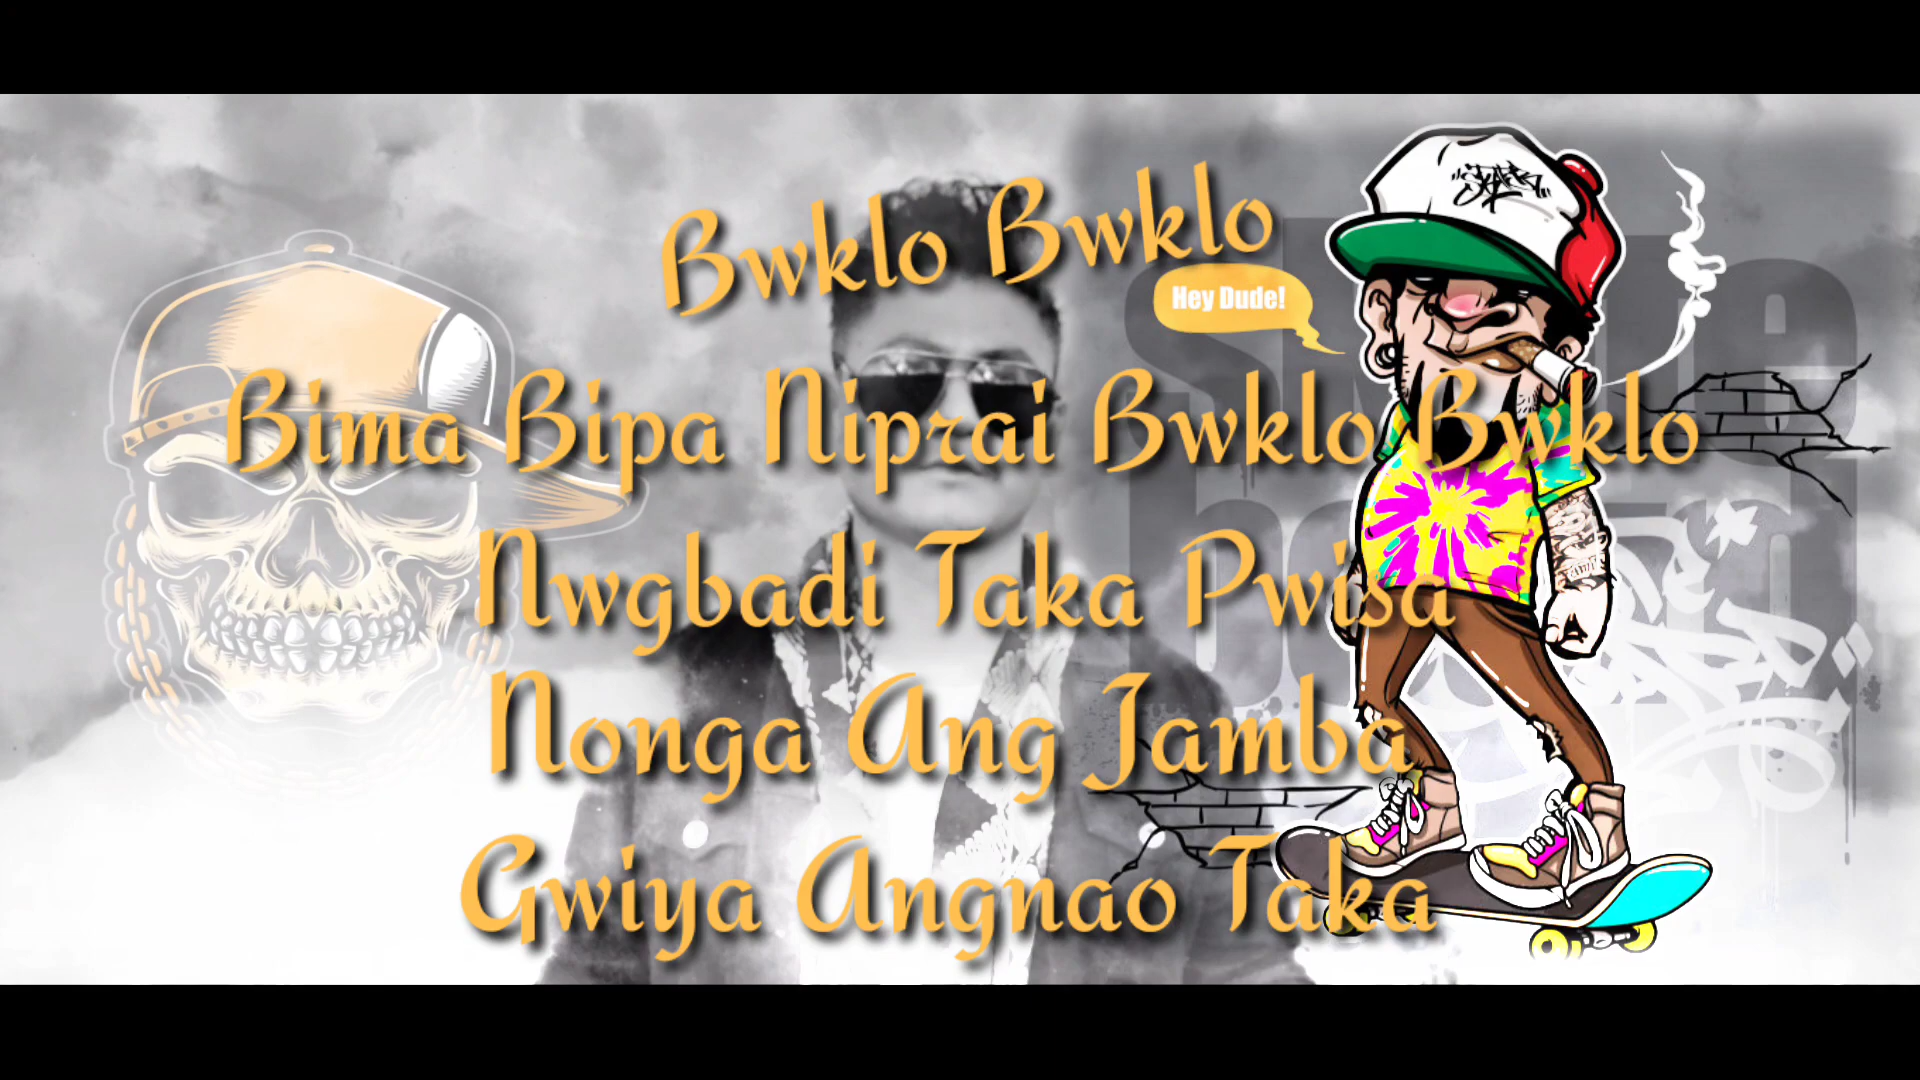 Bwklo Bwklo
Hey Dude!
Bima Bipa Niprai Bwklo Bwklo
Nwgbadi Taka Pwisa
Nonga Ang Jamba
Gwiya Angnao Taka